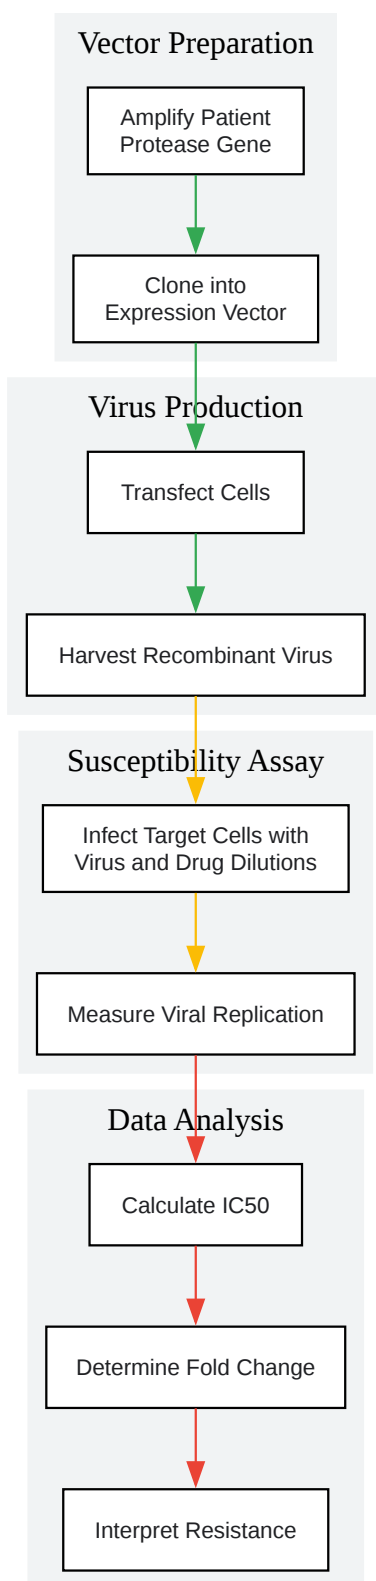 Vector Preparation
Amplify Patient
Protease Gene
Clone into
Expression Vector
Virus Production
Transfect Cells
Harvest Recombinant Virus
Susceptibility Assay
Infect Target Cells with
Virus and Drug Dilutions
Measure Viral Replication
Data Analysis
Calculate IC50
Determine Fold Change
Interpret Resistance